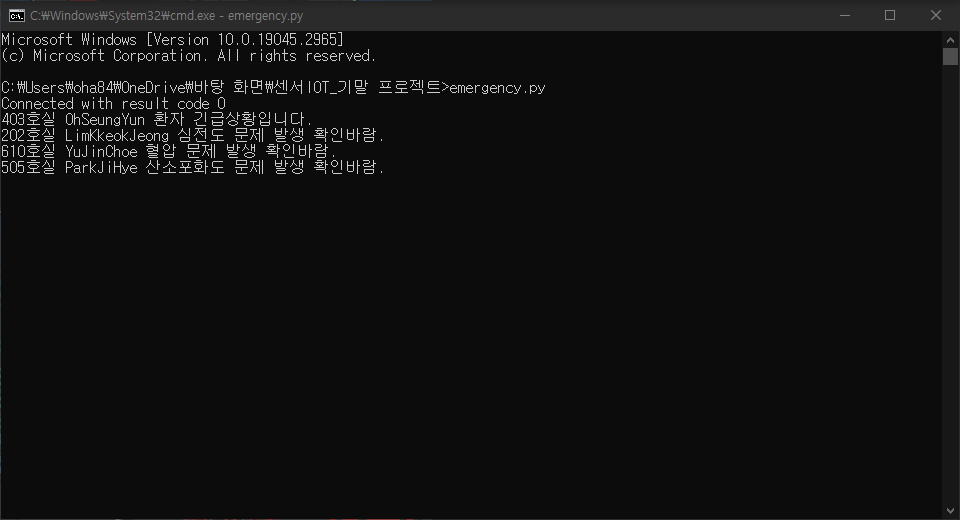 C:₩Windows₩System32₩cmd.exe - emergency.py
Microsoft Windows [Version 10.0.19045.2965]
(c) Microsoft Corporation. All rights reserved.
C:₩Users₩oha84₩OneDrive₩바탕 화면₩센서IOT_기말 프로젝트>emergency.py
Connected with result code 0
403호실 OhSeungYun 환자 긴급상황입니다.
202호실 LimKkeokJeong 심전도 문제 발생 확인바람.
610호실 YuJinChoe 혈압 문제 발생 확인바람.
505호실 ParkJiHye 산소포화도 문제 발생 확인바람.